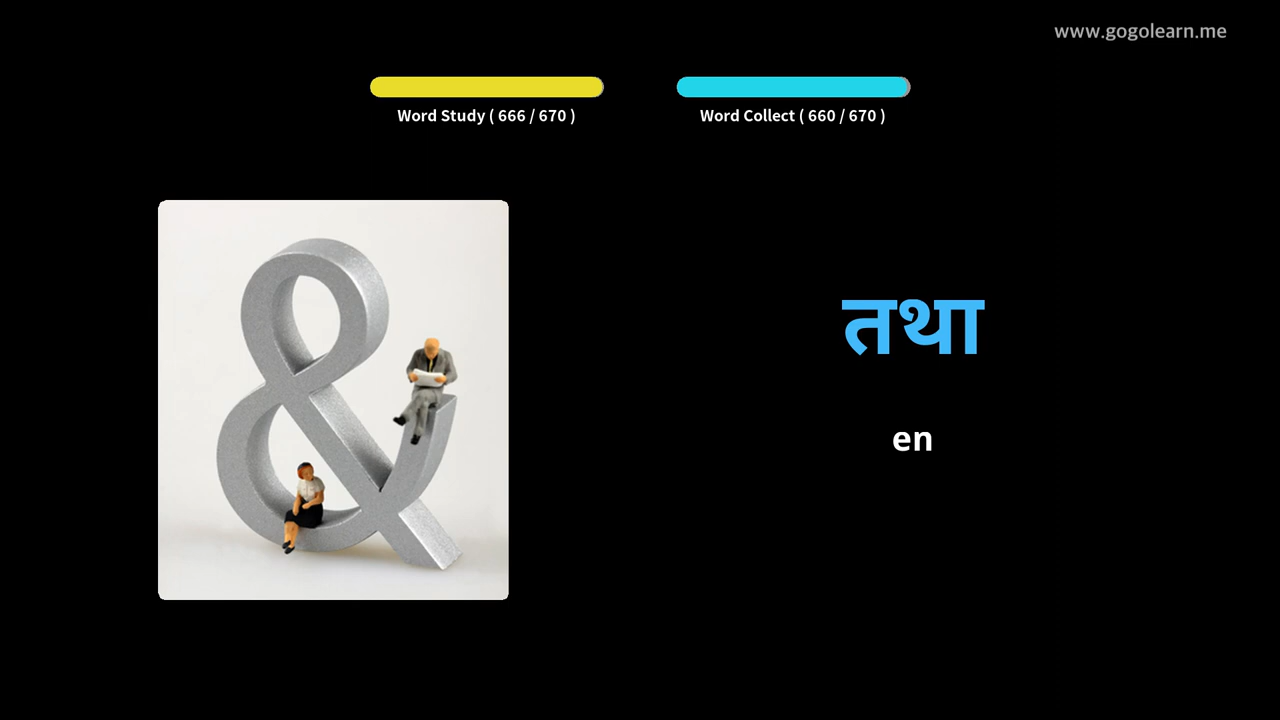 www.gogolearn.me
Word Study ( 666 / 670 )
Word Collect ( 660 / 670 )
&
तथा
en